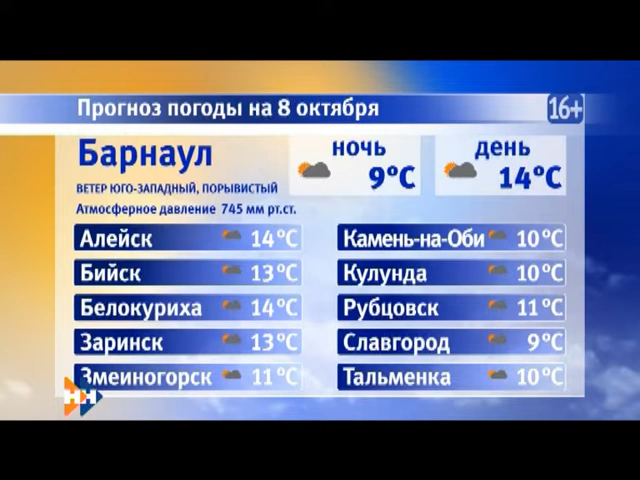 Прогноз погоды на 8 октября
16+
Барнаул
ночь
9°C
день
14°C
ВЕТЕР ЮГО-ЗАПАДНЫЙ, ПОРЫВИСТЫЙ
Атмосферное давление 745 мм рт.ст.
Алейск 14°C
Бийск 13°C
Белокуриха 14°C
Заринск 13°C
Змеиногорск 11°C
Камень-на-Оби 10°C
Кулунда 10°C
Рубцовск 11°C
Славгород 9°C
Тальменка 10°C
НН